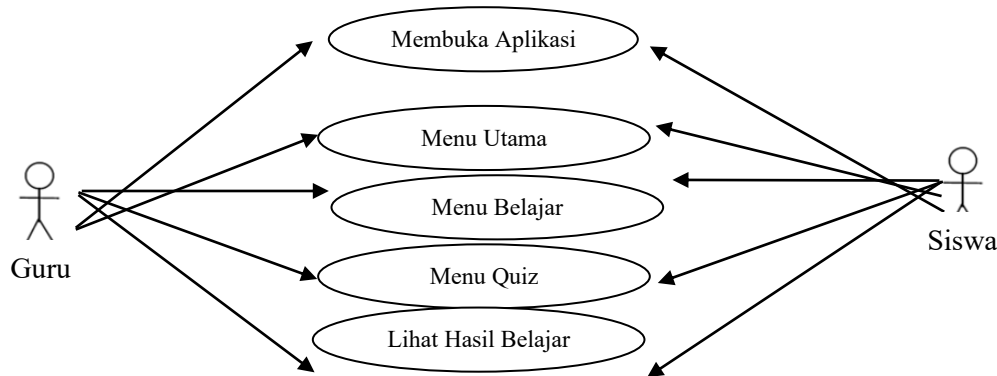 Membuka Aplikasi
Menu Utama
Menu Belajar
Guru
Siswa
Menu Quiz
Lihat Hasil Belajar